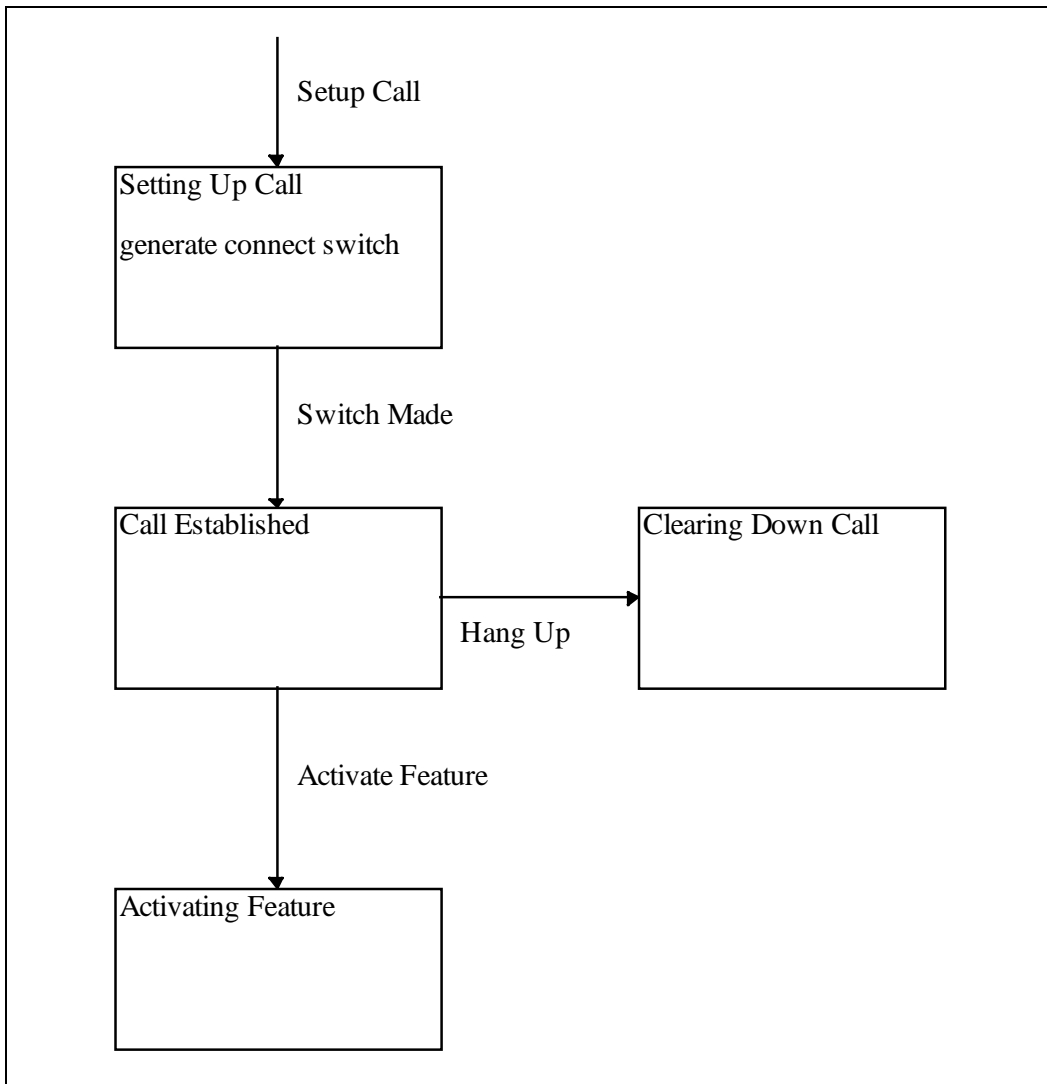 Setup Call
Setting Up Call
generate connect switch
Switch Made
Call Established
Clearing Down Call
Hang Up
Activate Feature
Activating Feature